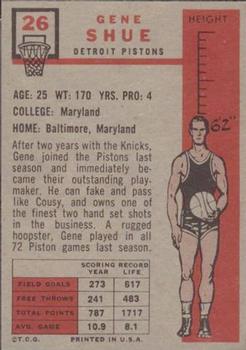 26
GENE
SHUE
DETROIT PISTONS
HEIGHT
6'2"
AGE: 25 WT: 170 YRS. PRO: 4
COLLEGE: Maryland
HOME: Baltimore, Maryland
After two years with the Knicks,
Gene joined the Pistons last
season and immediately be-
came their outstanding play-
maker. He can fake and pass
like Cousy, and owns one
of the finest two hand set shots
in the business. A rugged
hoopster, Gene played in all
72 Piston games last season.
SCORING RECORD
YEAR LIFE
FIELD GOALS 273 617
FREE THROWS 241 483
TOTAL POINTS 787 1717
AVG. GAME 10.9 8.1
©T.C.G. PRINTED IN U.S.A.